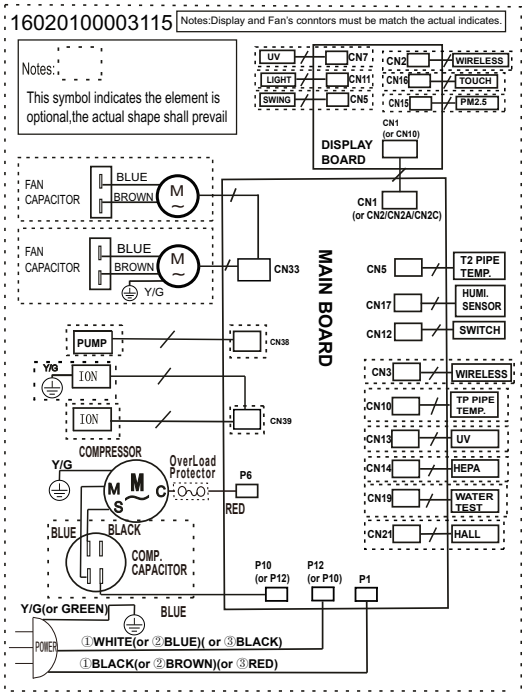 16020100003115
Notes:Display and Fan's conntors must be match the actual indicates.
Notes:
This symbol indicates the element is
optional,the actual shape shall prevail
UV
CN7
LIGHT
CN11
SWING
CN5
CN2
WIRELESS
CN16
TOUCH
CN15
PM2.5
CN1
(or CN10)
DISPLAY
BOARD
CN1
(or CN2/CN2A/CN2C)
FAN
CAPACITOR
BLUE
BROWN
M
~
FAN
CAPACITOR
BLUE
BROWN
Y/G
M
~
CN33
MAIN BOARD
CN5
T2 PIPE
TEMP.
CN17
HUMI.
SENSOR
CN12
SWITCH
PUMP
CN38
Y/G
ION
ION
CN39
CN3
WIRELESS
CN10
TP PIPE
TEMP.
CN13
UV
CN14
HEPA
CN19
WATER
TEST
CN21
HALL
COMPRESSOR
Y/G
M
M
~
C
S
OverLoad
Protector
P6
RED
BLUE
BLACK
COMP.
CAPACITOR
P10
(or P12)
P12
(or P10)
P1
BLUE
Y/G(or GREEN)
POWER
①WHITE(or ②BLUE)( or ③BLACK)
①BLACK(or ②BROWN)(or ③RED)